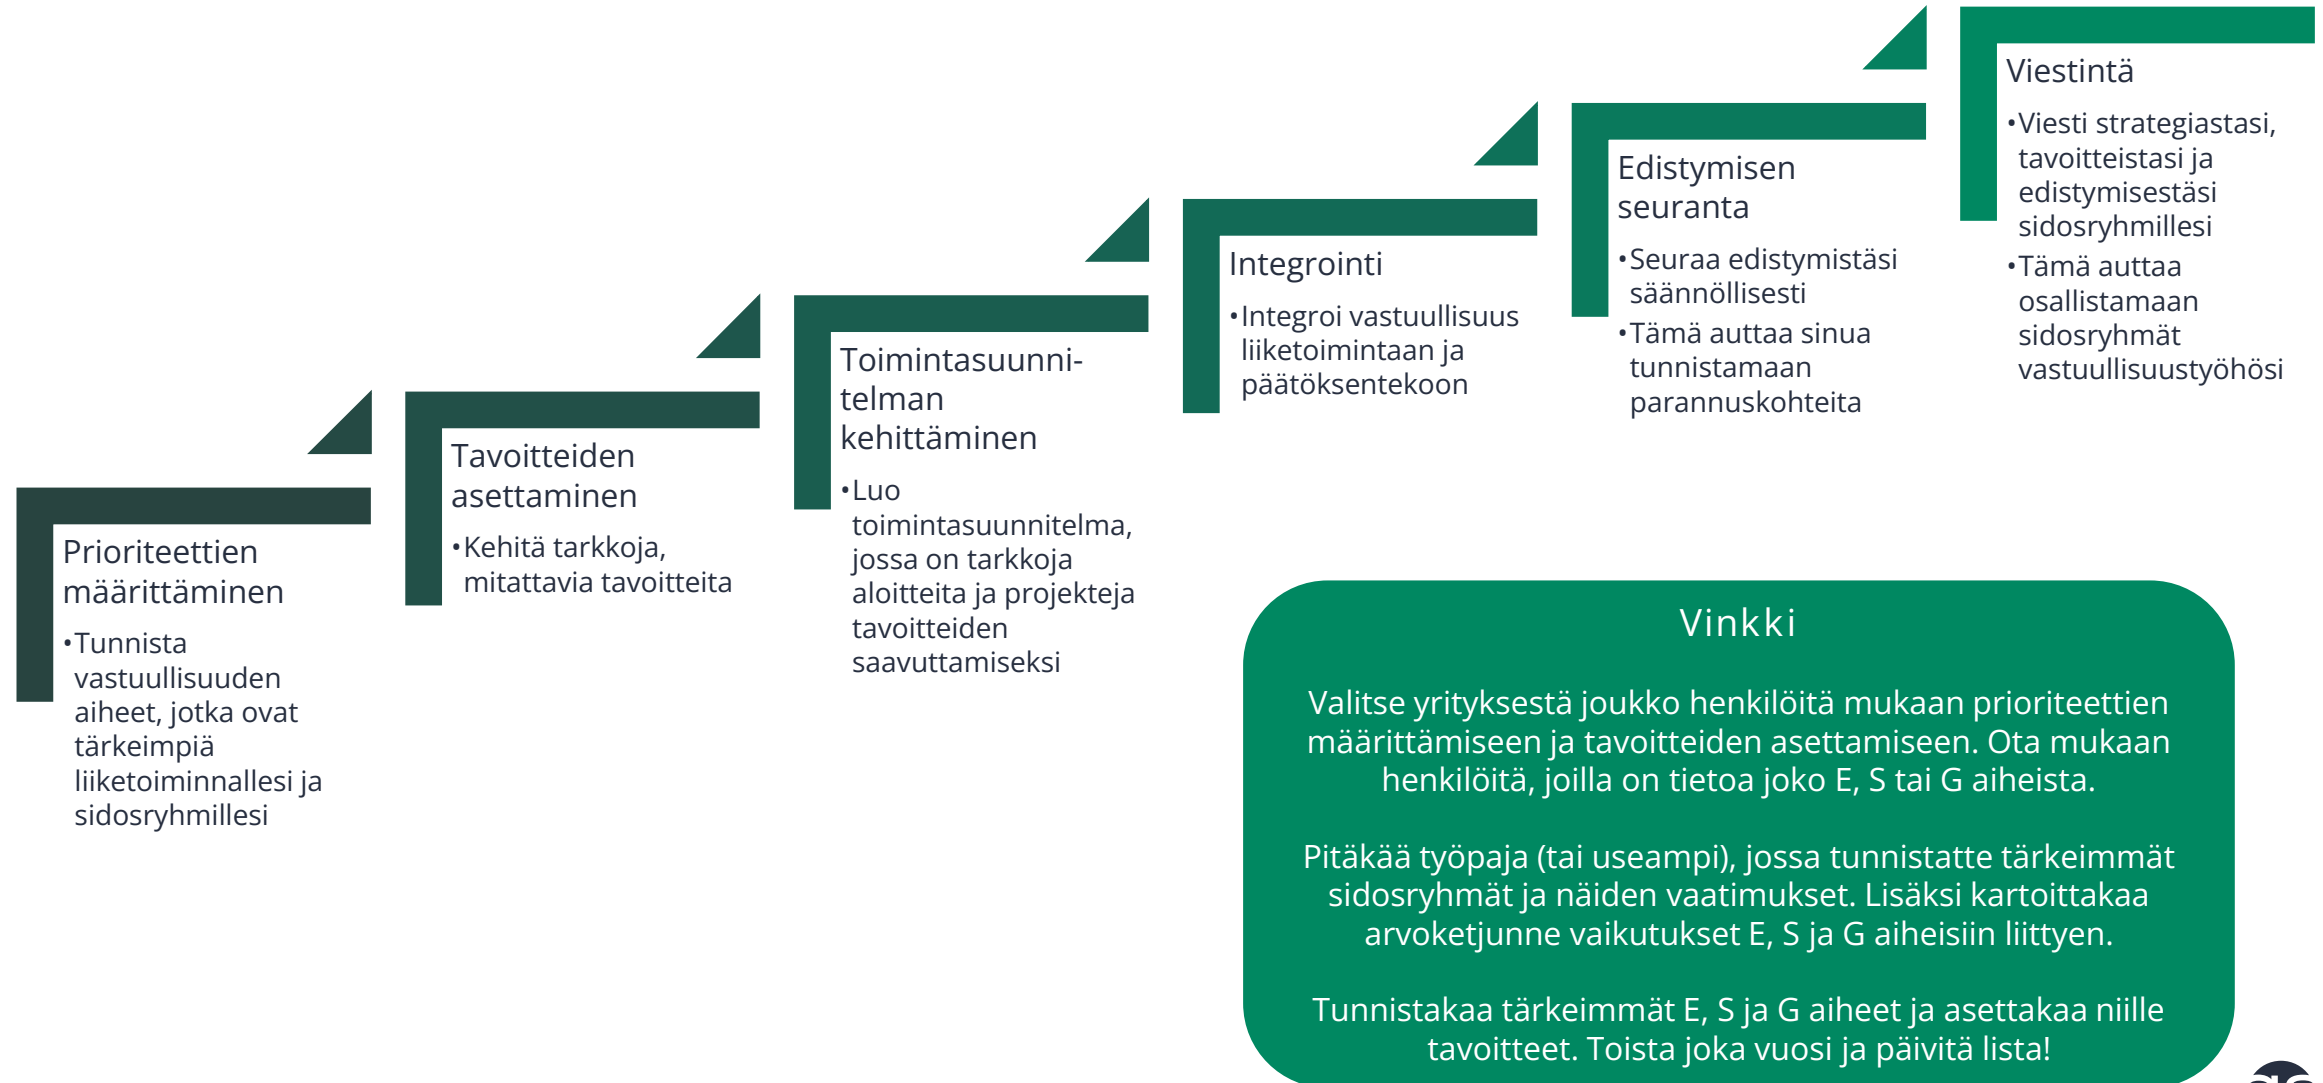 Prioriteettien
määrittäminen
•Tunnista
vastuullisuuden
aiheet, jotka ovat
tärkeimpiä
liiketoiminnallesi ja
sidosryhmillesi
Tavoitteiden
asettaminen
•Kehitä tarkkoja,
mitattavia tavoitteita
Toimintasuunni-
telman
kehittäminen
•Luo
toimintasuunnitelma,
jossa on tarkkoja
aloitteita ja projekteja
tavoitteiden
saavuttamiseksi
Integrointi
•Integroi vastuullisuus
liiketoimintaan ja
päätöksentekoon
Edistymisen
seuranta
•Seuraa edistymistäsi
säännöllisesti
•Tämä auttaa sinua
tunnistamaan
parannuskohteita
Viestintä
•Viesti strategiastasi,
tavoitteistasi ja
edistymisestäsi
sidosryhmillesi
•Tämä auttaa
osallistamaan
sidosryhmät
vastuullisuustyöhösi
Vinkki
Valitse yrityksestä joukko henkilöitä mukaan prioriteettien
määrittämiseen ja tavoitteiden asettamiseen. Ota mukaan
henkilöitä, joilla on tietoa joko E, S tai G aiheista.
Pitäkää työpaja (tai useampi), jossa tunnistatte tärkeimmät
sidosryhmät ja näiden vaatimukset. Lisäksi kartoittakaa
arvoketjunne vaikutukset E, S ja G aiheisiin liittyen.
Tunnistakaa tärkeimmät E, S ja G aiheet ja asettakaa niille
tavoitteet. Toista joka vuosi ja päivitä lista!